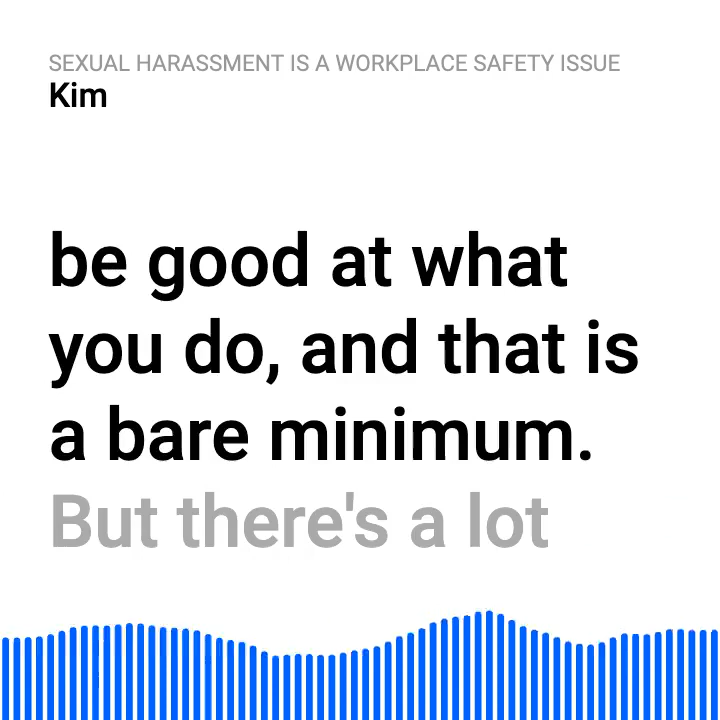 SEXUAL HARASSMENT IS A WORKPLACE SAFETY ISSUE
Kim
be good at what
you do, and that is
a bare minimum.
But there's a lot